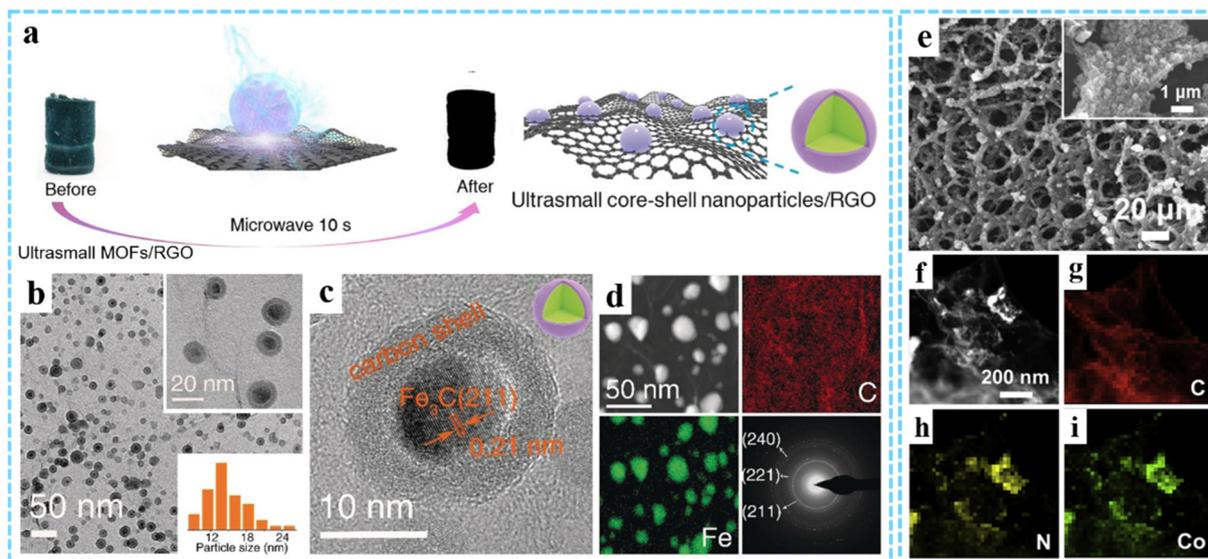 a
Before
After
Microwave 10 s
Ultrasmall MOFs/RGO
Ultrasmall core-shell nanoparticles/RGO
b
20 nm
50 nm
12 18 24
Particle size (nm)
c
carbon shell
Fe3C(211)
0.21 nm
10 nm
d
50 nm
C
Fe
(240)
(221)
(211)
e
1 µm
20 µm
f
200 nm
g
C
h
N
i
Co